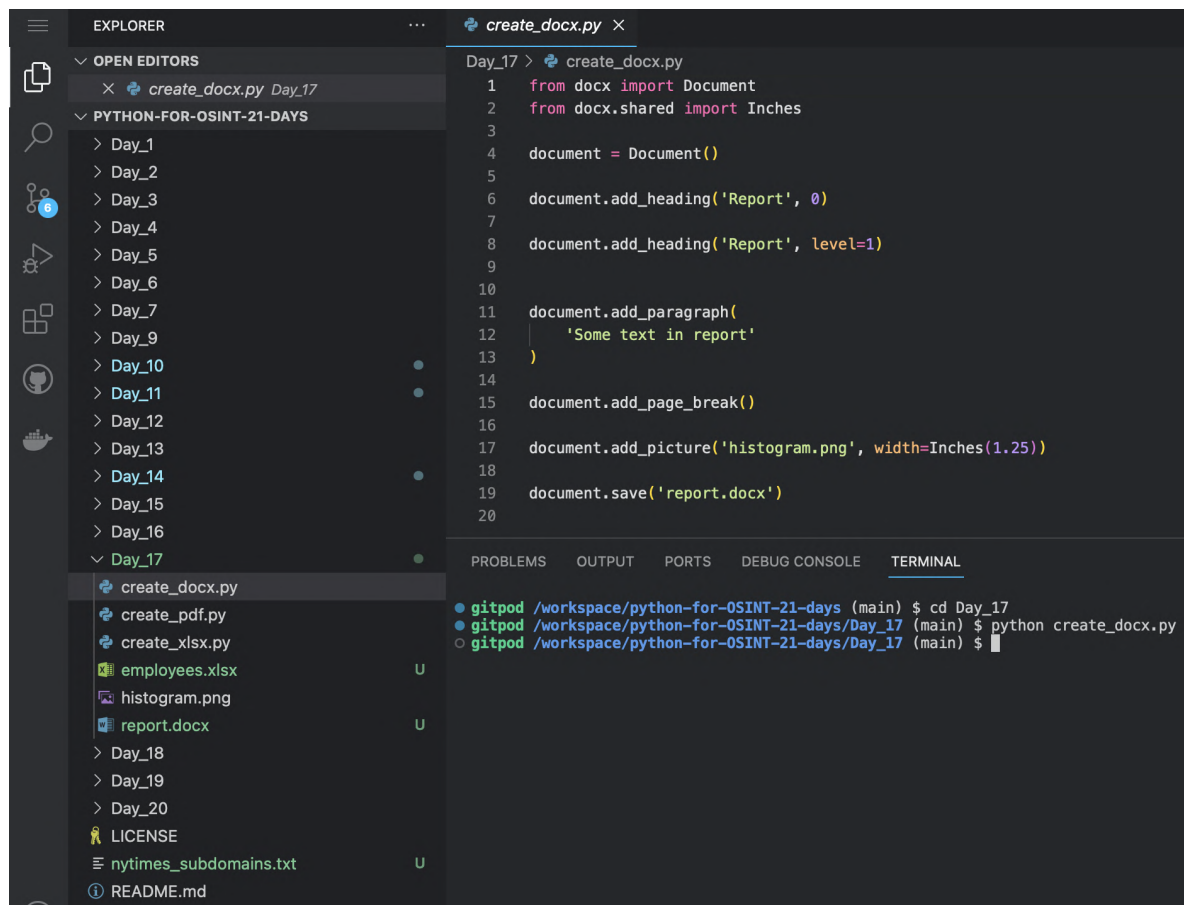 EXPLORER
...
OPEN EDITORS
create_docx.py Day_17
PYTHON-FOR-OSINT-21-DAYS
Day_1
Day_2
Day_3
Day_4
Day_5
Day_6
Day_7
Day_9
Day_10
Day_11
Day_12
Day_13
Day_14
Day_15
Day_16
Day_17
create_docx.py
create_pdf.py
create_xlsx.py
employees.xlsx U
histogram.png
report.docx U
Day_18
Day_19
Day_20
LICENSE
nytimes_subdomains.txt U
README.md
6
create_docx.py
Day_17 > create_docx.py
1 from docx import Document
2 from docx.shared import Inches
3
4 document = Document()
5
6 document.add_heading('Report', 0)
7
8 document.add_heading('Report', level=1)
9
10
11 document.add_paragraph(
12     'Some text in report'
13 )
14
15 document.add_page_break()
16
17 document.add_picture('histogram.png', width=Inches(1.25))
18
19 document.save('report.docx')
20
PROBLEMS OUTPUT PORTS DEBUG CONSOLE TERMINAL
gitpod /workspace/python-for-OSINT-21-days (main) $ cd Day_17
gitpod /workspace/python-for-OSINT-21-days/Day_17 (main) $ python create_docx.py
gitpod /workspace/python-for-OSINT-21-days/Day_17 (main) $